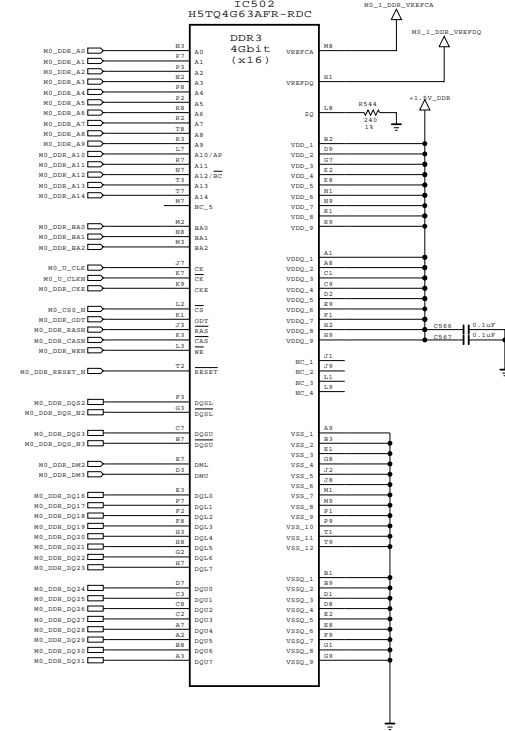 IC502
H5TQ4G63AFR-RDC
DDR3
4Gbit
(x16)
M0_1_DDR_VREFCA
M0_1_DDR_VREFDQ
+1.5V_DDR
M0_DDR_A0 N3 A0
M0_DDR_A1 P7 A1
M0_DDR_A2 P3 A2
M0_DDR_A3 N2 A3
M0_DDR_A4 P8 A4
M0_DDR_A5 P2 A5
M0_DDR_A6 R8 A6
M0_DDR_A7 R2 A7
M0_DDR_A8 T8 A8
M0_DDR_A9 R3 A9
M0_DDR_A10 L7 A10/AP
M0_DDR_A11 R7 A11
M0_DDR_A12 N7 A12/BC
M0_DDR_A13 T3 A13
M0_DDR_A14 T7 A14
M7 NC_5
M0_DDR_BA0 M2 BA0
M0_DDR_BA1 N8 BA1
M0_DDR_BA2 M3 BA2
M0_U_CLK J7 CK
M0_U_CLKN K7 CK
M0_DDR_CKE K9 CKE
M0_CS0_N L2 CS
M0_DDR_ODT K1 ODT
M0_DDR_RASN J3 RAS
M0_DDR_CASN K3 CAS
M0_DDR_WEN L3 WE
M0_DDR_RESET_N T2 RESET
M0_DDR_DQS2 F3 DQSL
M0_DDR_DQS_N2 G3 DQSL
M0_DDR_DQS3 C7 DQSU
M0_DDR_DQS_N3 B7 DQSU
M0_DDR_DM2 E7 DML
M0_DDR_DM3 D3 DMU
M0_DDR_DQ16 E3 DQL0
M0_DDR_DQ17 F7 DQL1
M0_DDR_DQ18 F2 DQL2
M0_DDR_DQ19 F8 DQL3
M0_DDR_DQ20 H3 DQL4
M0_DDR_DQ21 H8 DQL5
M0_DDR_DQ22 G2 DQL6
M0_DDR_DQ23 H7 DQL7
M0_DDR_DQ24 D7 DQU0
M0_DDR_DQ25 C3 DQU1
M0_DDR_DQ26 C8 DQU2
M0_DDR_DQ27 C2 DQU3
M0_DDR_DQ28 A7 DQU4
M0_DDR_DQ29 A2 DQU5
M0_DDR_DQ30 B8 DQU6
M0_DDR_DQ31 A3 DQU7
VREFCA M8
VREFDQ H1
ZQ L8 R544
240
1%
VDD_1 B2
VDD_2 D9
VDD_3 G7
VDD_4 K2
VDD_5 K8
VDD_6 N1
VDD_7 N9
VDD_8 R1
VDD_9 R9
VDDQ_1 A1
VDDQ_2 A8
VDDQ_3 C1
VDDQ_4 C9
VDDQ_5 D2
VDDQ_6 E9
VDDQ_7 F1
VDDQ_8 H2 C566 0.1uF
VDDQ_9 H9 C567 0.1uF
NC_1 J1
NC_2 J9
NC_3 L1
NC_4 L9
VSS_1 A9
VSS_2 B3
VSS_3 E1
VSS_4 G8
VSS_5 J2
VSS_6 J8
VSS_7 M1
VSS_8 M9
VSS_9 P1
VSS_10 P9
VSS_11 T1
VSS_12 T9
VSSQ_1 B1
VSSQ_2 B9
VSSQ_3 D1
VSSQ_4 D8
VSSQ_5 E2
VSSQ_6 E8
VSSQ_7 F9
VSSQ_8 G1
VSSQ_9 G9